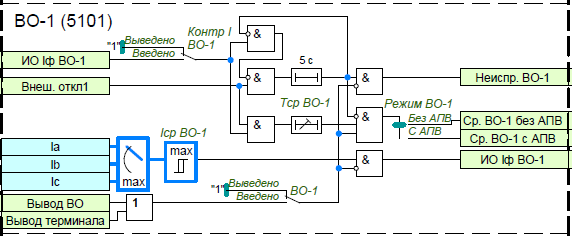 ВО-1 (5101)
Контр I
ВО-1
"1" Выведено
Введено
&
ИО Iф ВО-1
Внеш. откл1
&
5 с
&
Неиспр. ВО-1
Тср ВО-1
&
&
Режим ВО-1
Без АПВ
С АПВ
Ср. ВО-1 без АПВ
Ср. ВО-1 с АПВ
Iср ВО-1
Ia
Ib
Ic
max
max
&
ИО Iф ВО-1
"1" Выведено
Введено
ВО-1
Вывод ВО
Вывод терминала
1